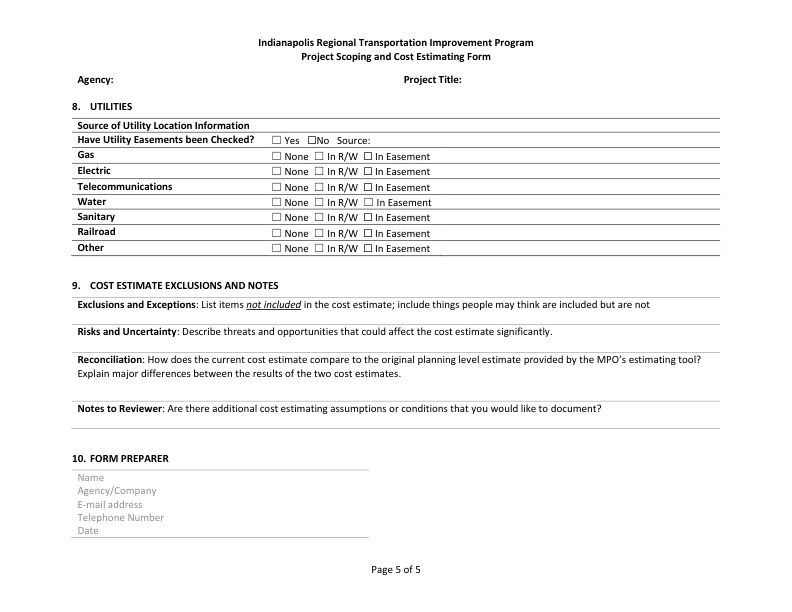 Indianapolis Regional Transportation Improvement Program
Project Scoping and Cost Estimating Form
Agency: Project Title:
8. UTILITIES
Source of Utility Location Information
Have Utility Easements been Checked? ☐ Yes ☐No Source:
Gas ☐ None ☐ In R/W ☐ In Easement
Electric ☐ None ☐ In R/W ☐ In Easement
Telecommunications ☐ None ☐ In R/W ☐ In Easement
Water ☐ None ☐ In R/W ☐ In Easement
Sanitary ☐ None ☐ In R/W ☐ In Easement
Railroad ☐ None ☐ In R/W ☐ In Easement
Other ☐ None ☐ In R/W ☐ In Easement
9. COST ESTIMATE EXCLUSIONS AND NOTES
Exclusions and Exceptions: List items not included in the cost estimate; include things people may think are included but are not
Risks and Uncertainty: Describe threats and opportunities that could affect the cost estimate significantly.
Reconciliation: How does the current cost estimate compare to the original planning level estimate provided by the MPO’s estimating tool?
Explain major differences between the results of the two cost estimates.
Notes to Reviewer: Are there additional cost estimating assumptions or conditions that you would like to document?
10. FORM PREPARER
Name
Agency/Company
E-mail address
Telephone Number
Date
Page 5 of 5